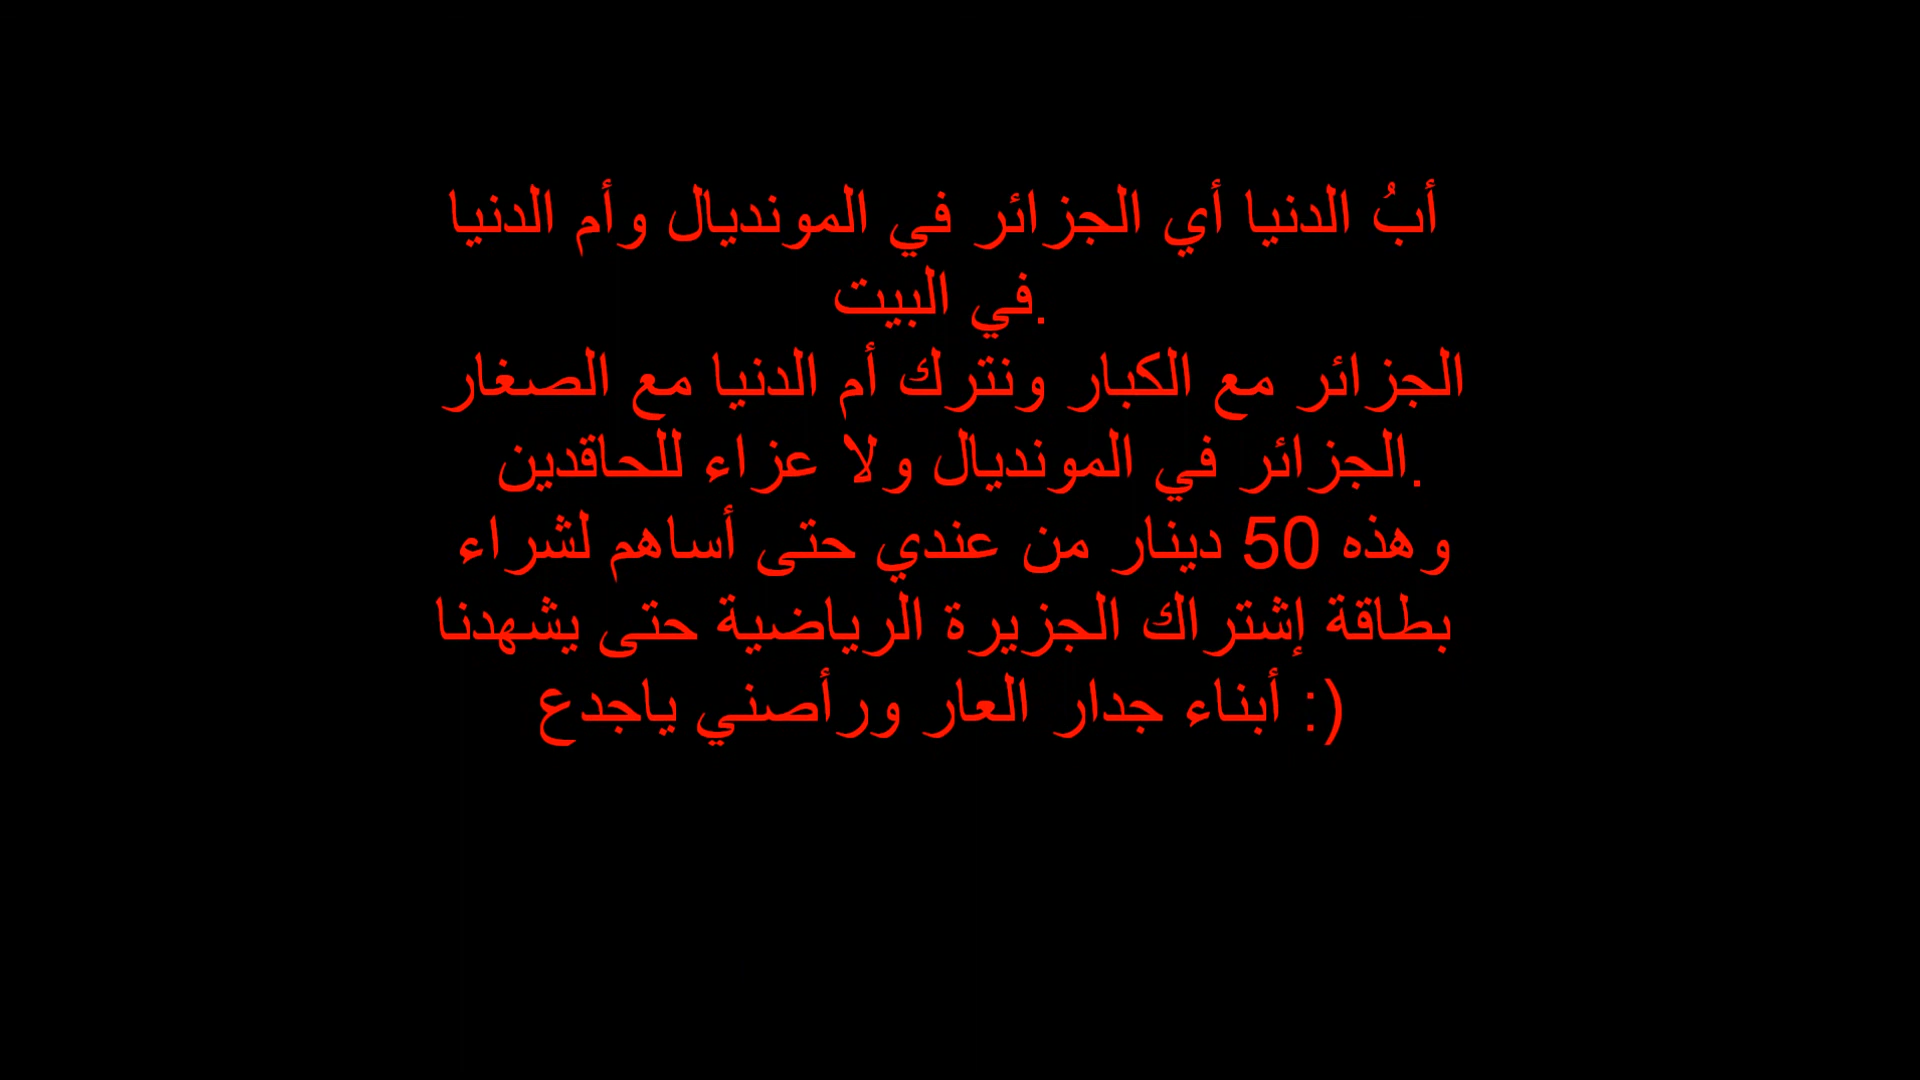 أبُ الدنيا أي الجزائر في المونديال وأم الدنيا
في البيت.
الجزائر مع الكبار ونترك أم الدنيا مع الصغار
الجزائر في المونديال ولا عزاء للحاقدين.
وهذه 50 دينار من عندي حتى أساهم لشراء
بطاقة إشتراك الجزيرة الرياضية حتى يشهدنا
أبناء جدار العار ورأصني ياجدع :)